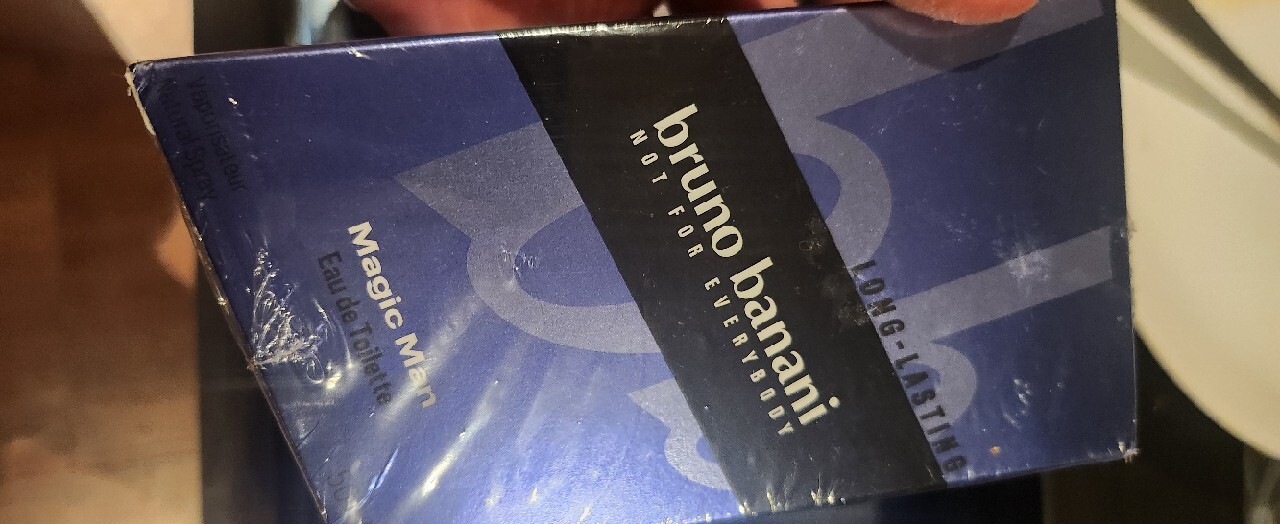 LONG-LASTING
bruno banani
NOT FOR EVERYBODY
Magic Man
Eau de Toilette
Vaporisateur
Natural Spray